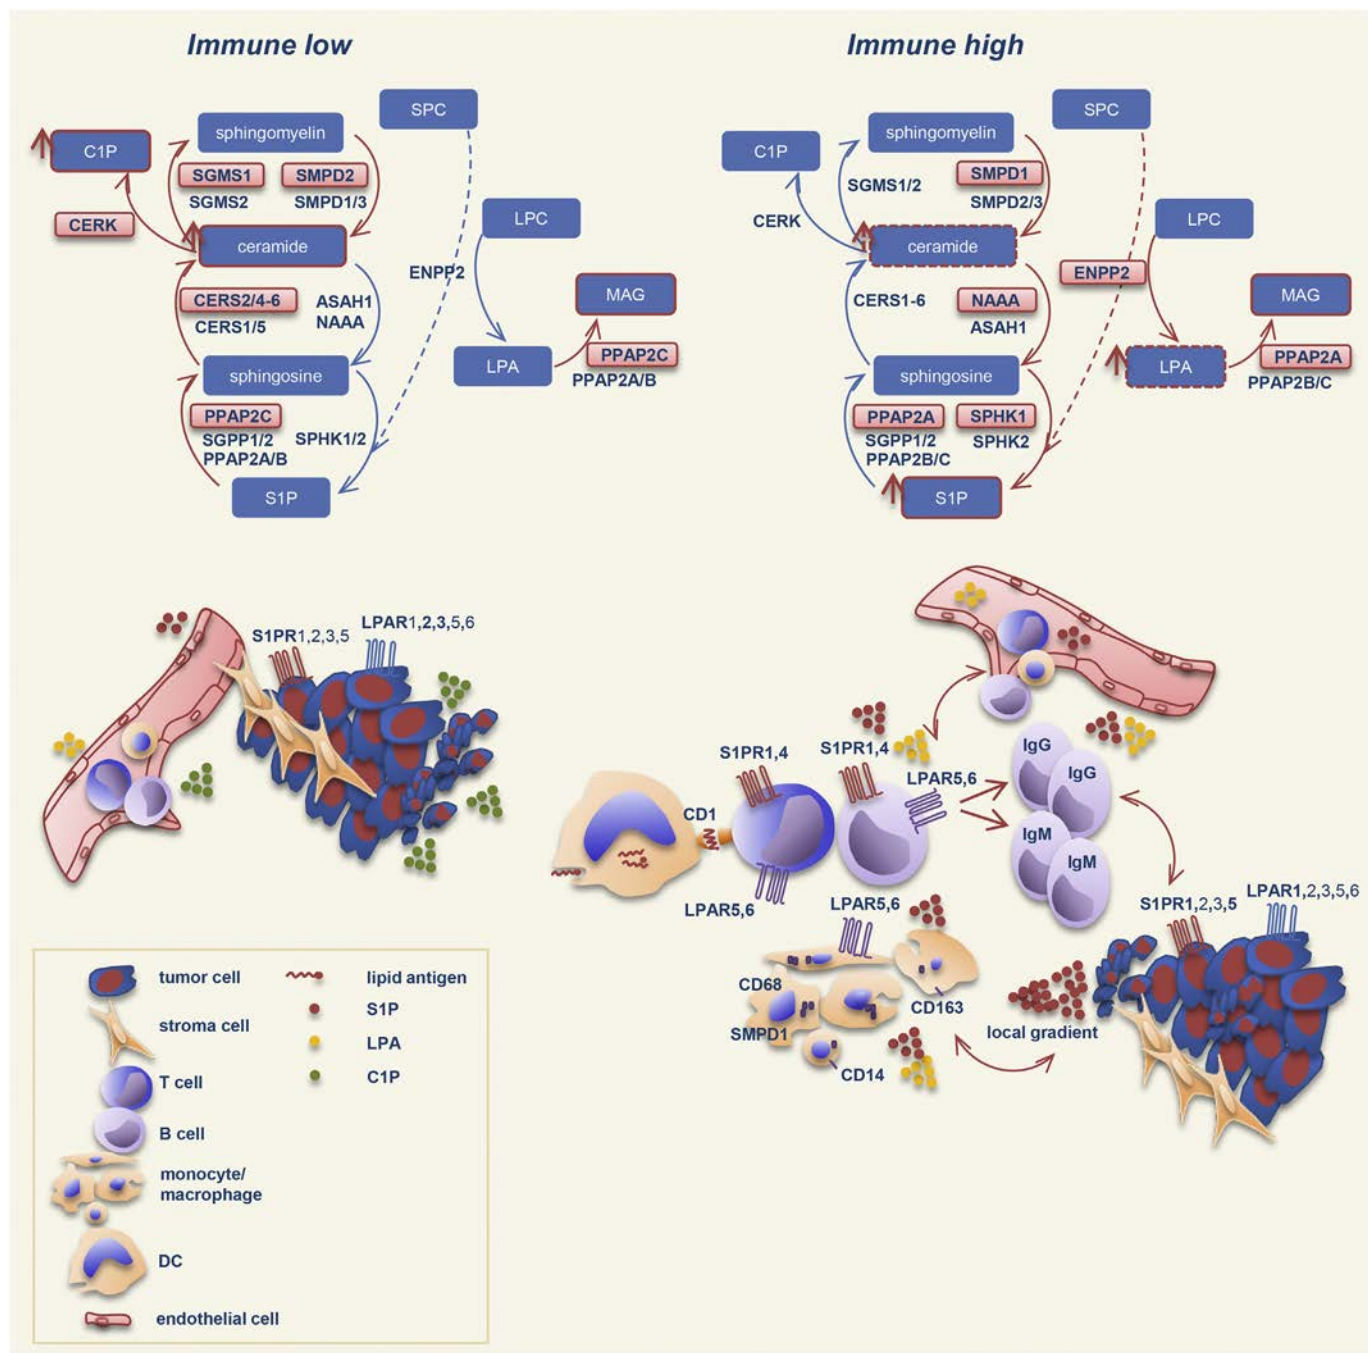 Immune low
SPC
sphingomyelin
C1P
SGMS1
SMPD2
SGMS2
SMPD1/3
CERK
LPC
ceramide
ENPP2
MAG
CERS2/4-6
ASAH1
CERS1/5
NAAA
PPAP2C
LPA
sphingosine
PPAP2A/B
PPAP2C
SGPP1/2
SPHK1/2
PPAP2A/B
S1P
Immune high
SPC
sphingomyelin
C1P
SMPD1
SGMS1/2
SMPD2/3
CERK
LPC
ceramide
ENPP2
MAG
CERS1-6
NAAA
ASAH1
PPAP2A
LPA
sphingosine
PPAP2B/C
PPAP2A
SPHK1
SGPP1/2
SPHK2
PPAP2B/C
S1P
S1PR1,2,3,5
LPAR1,2,3,5,6
S1PR1,4
S1PR1,4
LPAR5,6
IgG
IgG
CD1
IgM
IgM
LPAR5,6
LPAR5,6
S1PR1,2,3,5
LPAR1,2,3,5,6
CD68
CD163
SMPD1
local gradient
CD14
tumor cell
stroma cell
T cell
B cell
monocyte/
macrophage
DC
endothelial cell
lipid antigen
S1P
LPA
C1P